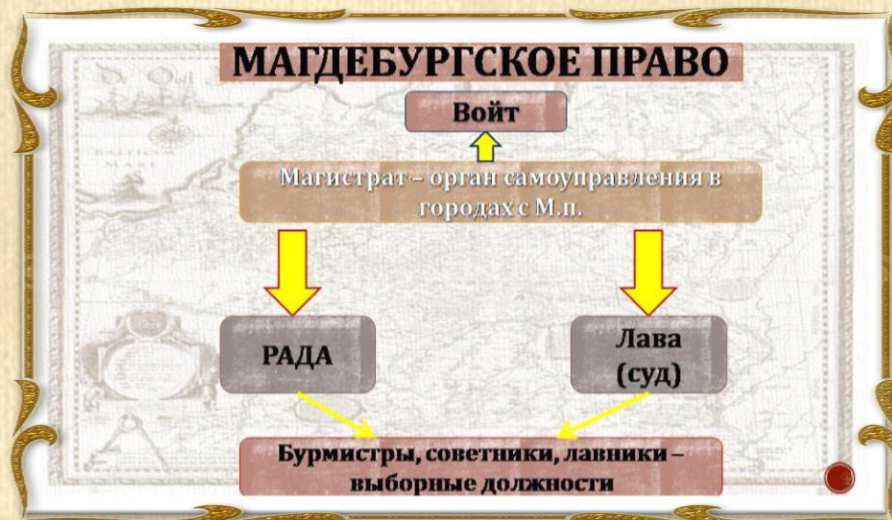 МАГДЕБУРГСКОЕ ПРАВО
Войт
Магистрат – орган самоуправления в
городах с М.п.
РАДА
Лава
(суд)
Бурмистры, советники, лавники –
выборные должности